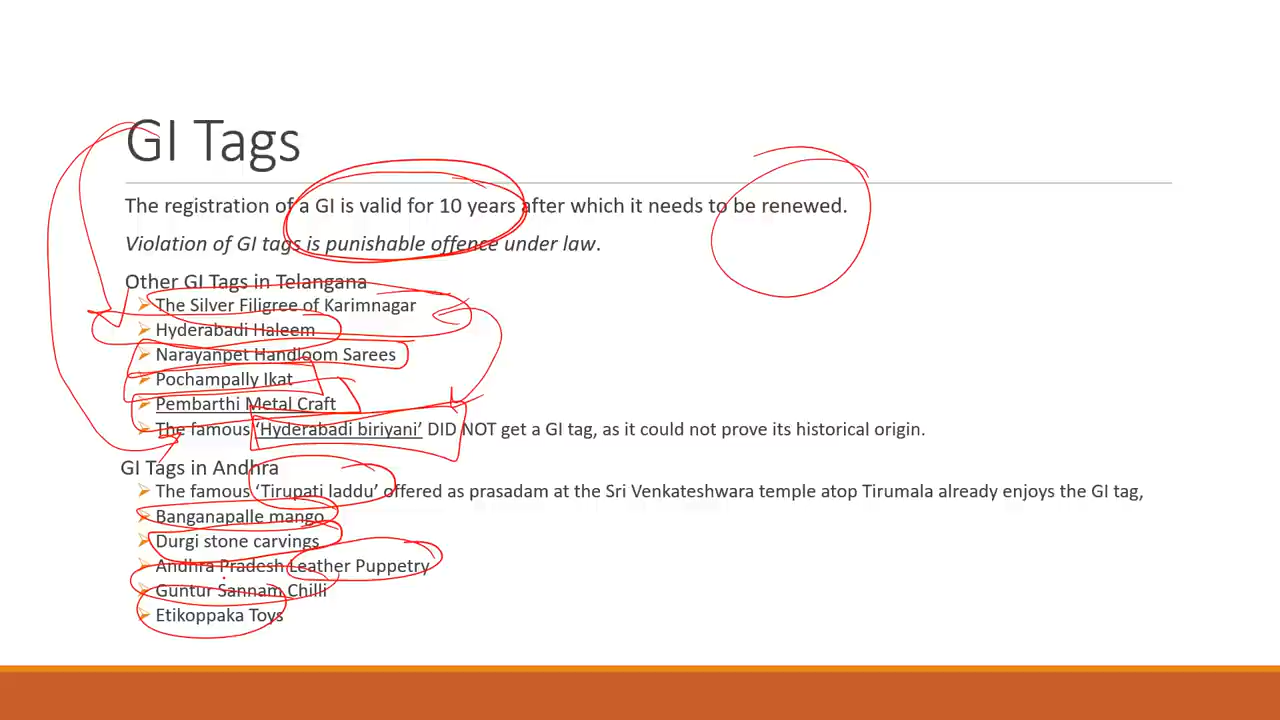 GI Tags
The registration of a GI is valid for 10 years after which it needs to be renewed.
Violation of GI tags is punishable offence under law.
Other GI Tags in Telangana
The Silver Filigree of Karimnagar
Hyderabadi Haleem
Narayanpet Handloom Sarees
Pochampally Ikat
Pembarthi Metal Craft
The famous ‘Hyderabadi biriyani’ DID NOT get a GI tag, as it could not prove its historical origin.
GI Tags in Andhra
The famous ‘Tirupati laddu’ offered as prasadam at the Sri Venkateshwara temple atop Tirumala already enjoys the GI tag,
Banganapalle mango
Durgi stone carvings
Andhra Pradesh Leather Puppetry
Guntur Sannam Chilli
Etikoppaka Toys